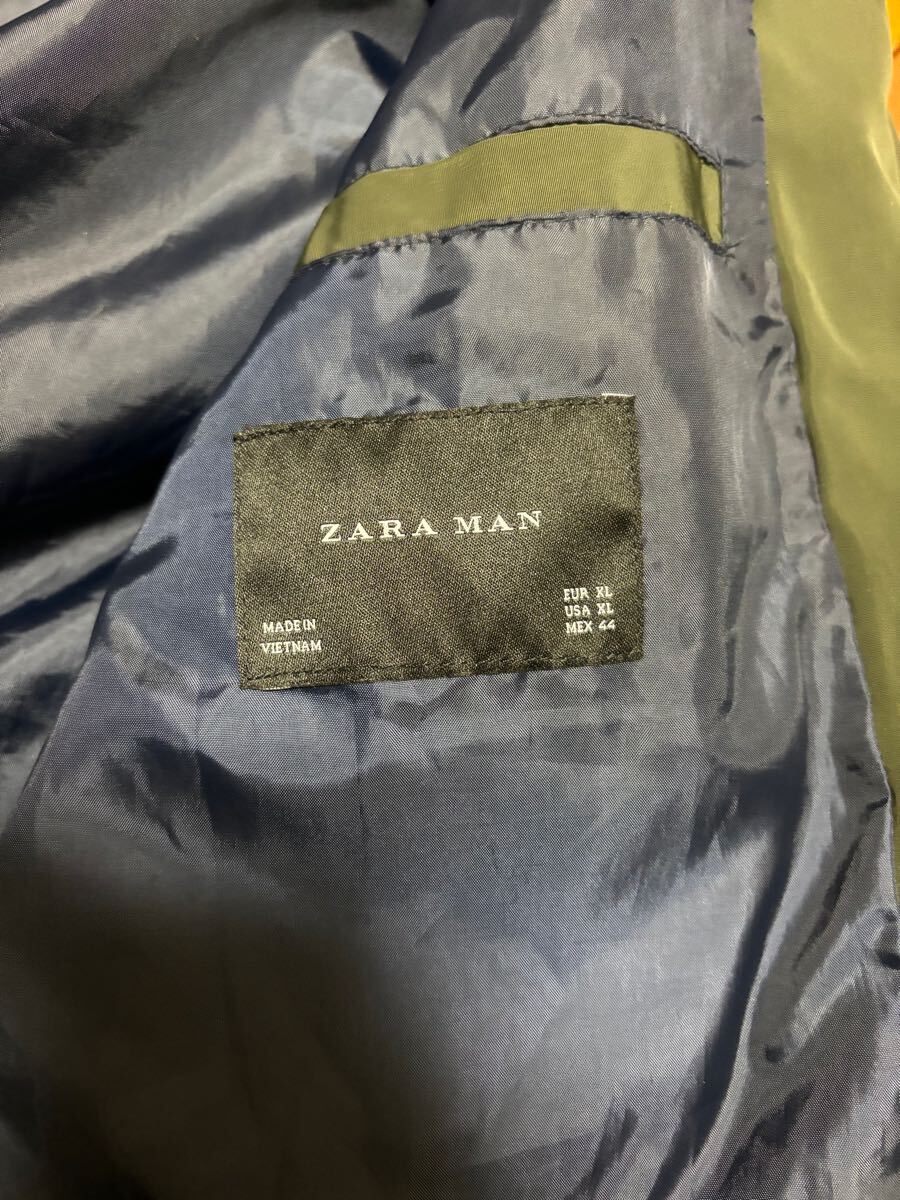 ZARA MAN
MADE IN
VIETNAM
EUR XL
USA XL
MEX 44